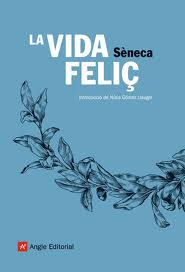 LA VIDA
Sèneca
FELIÇ
Introducció de Núria Gómez Llauger
Angle Editorial